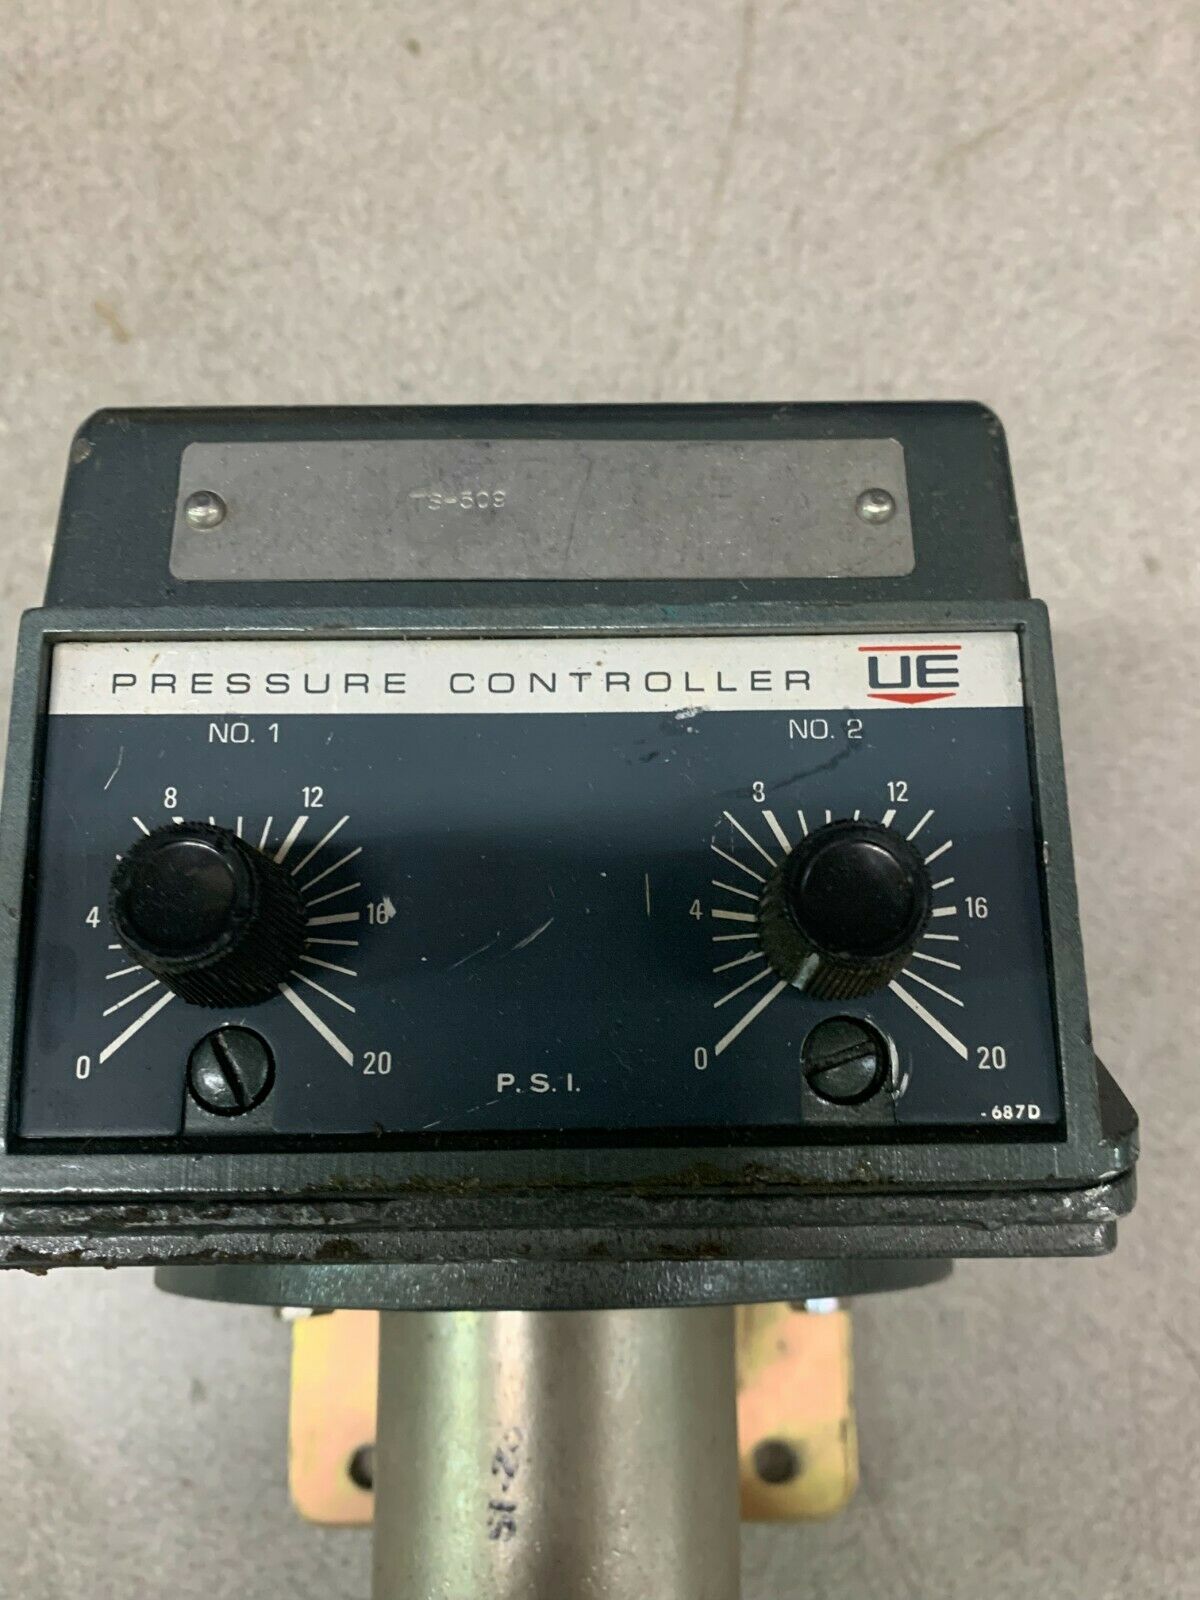 TS-509
PRESSURE CONTROLLER UE
NO. 1 NO. 2
8 12 8 12
4 16 4 16
0 20 0 20
P.S.I.
-687D